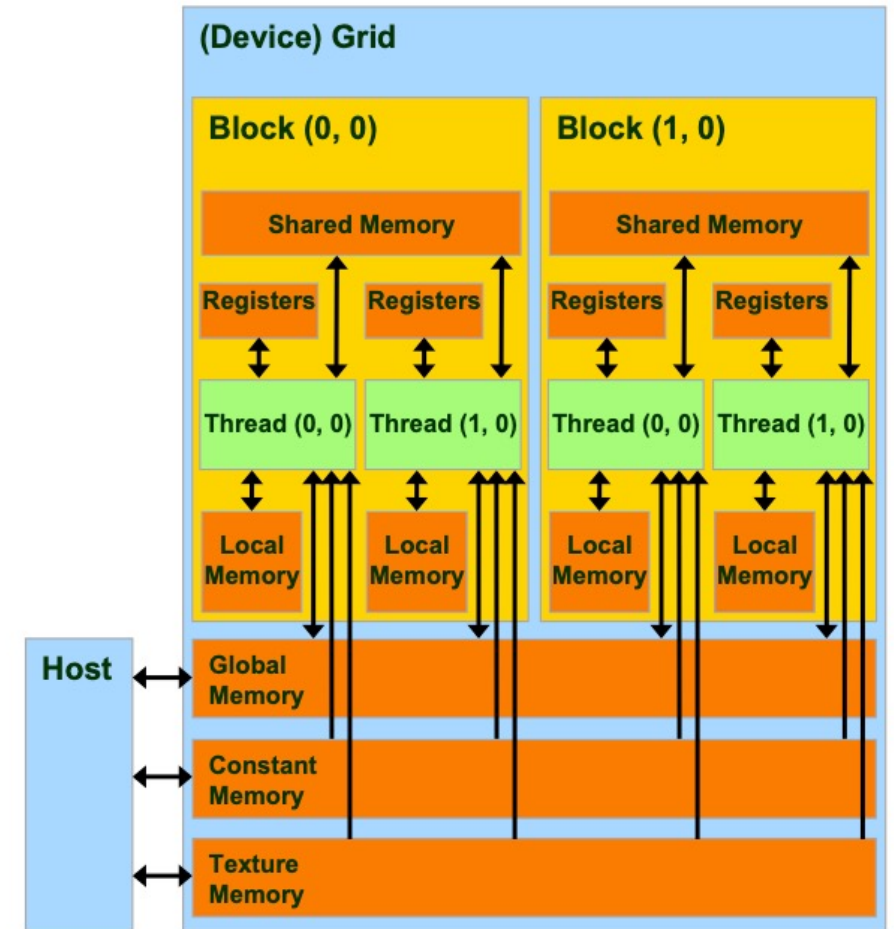 (Device) Grid
Block (0, 0)
Shared Memory
Registers
Registers
Thread (0, 0)
Thread (1, 0)
Local
Memory
Local
Memory
Block (1, 0)
Shared Memory
Registers
Registers
Thread (0, 0)
Thread (1, 0)
Local
Memory
Local
Memory
Host
Global
Memory
Constant
Memory
Texture
Memory